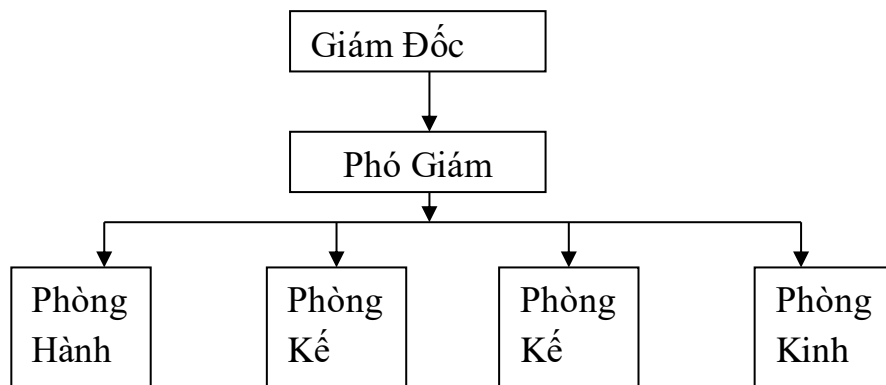 Giám Đốc
Phó Giám
Phòng
Hành
Phòng
Kế
Phòng
Kế
Phòng
Kinh